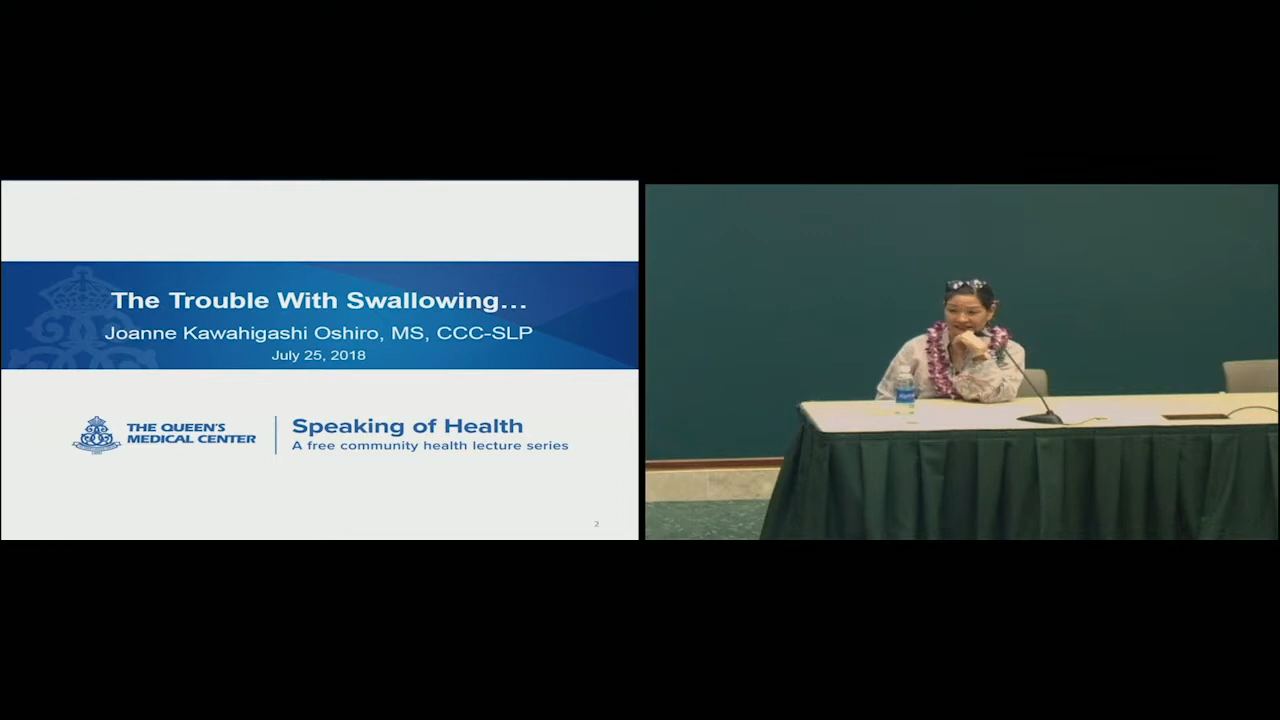 The Trouble With Swallowing...
Joanne Kawahigashi Oshiro, MS, CCC-SLP
July 25, 2018
THE QUEEN'S
MEDICAL CENTER
Speaking of Health
A free community health lecture series
2